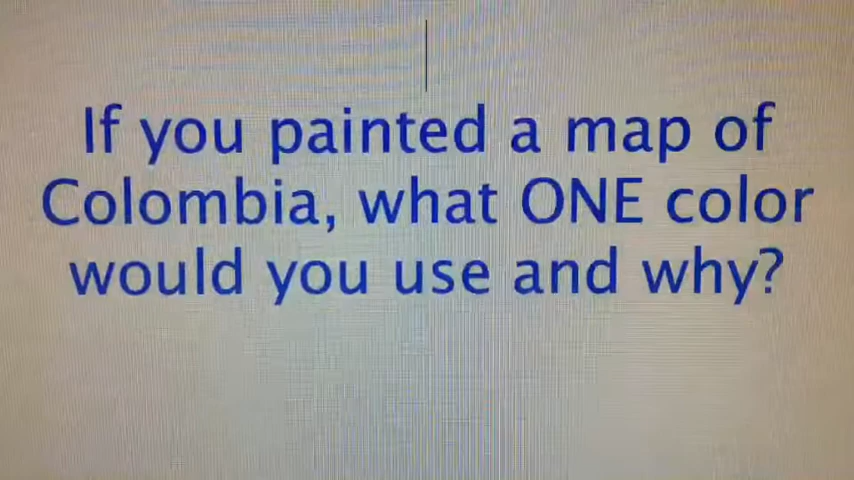 If you painted a map of
Colombia, what ONE color
would you use and why?